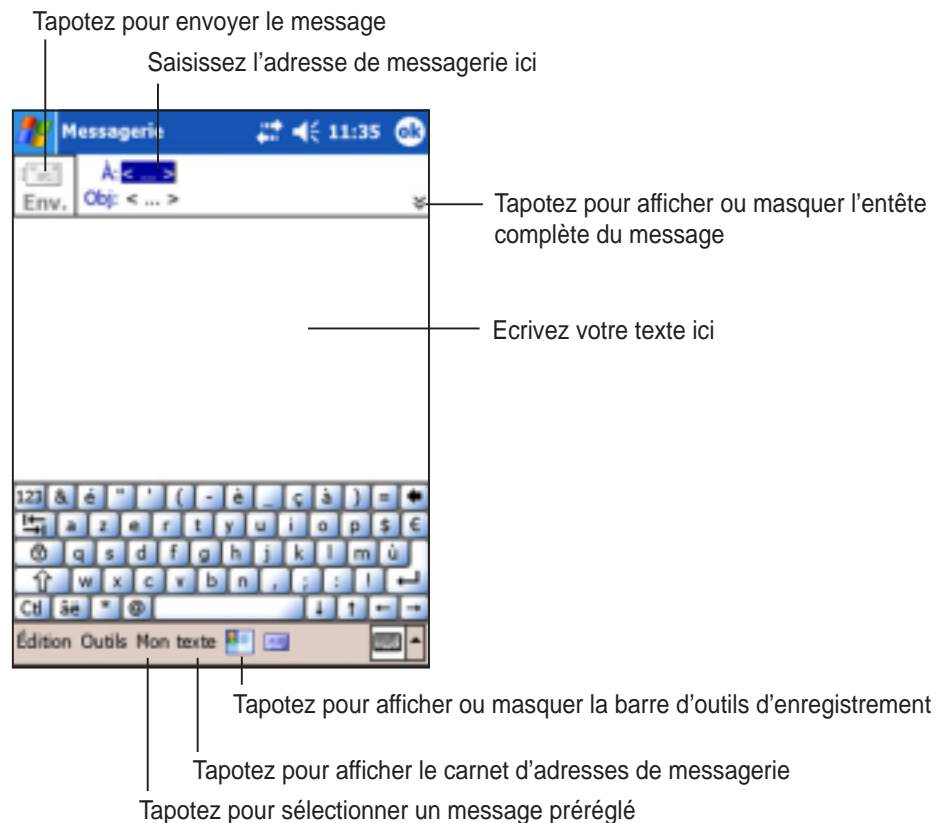 Tapotez pour envoyer le message
Saisissez l'adresse de messagerie ici
Messagerie 11:35 ok
À: < ... >
Env. Obj: < ... >
Tapotez pour afficher ou masquer l'entête
complète du message
Ecrivez votre texte ici
123 & é " ' ( - è _ ç à ) =
a z e r t y u i o p $ €
q s d f g h j k l m ù
w x c v b n , ; : !
Ctl áë * @
Édition Outils Mon texte
Tapotez pour afficher ou masquer la barre d'outils d'enregistrement
Tapotez pour afficher le carnet d'adresses de messagerie
Tapotez pour sélectionner un message préréglé